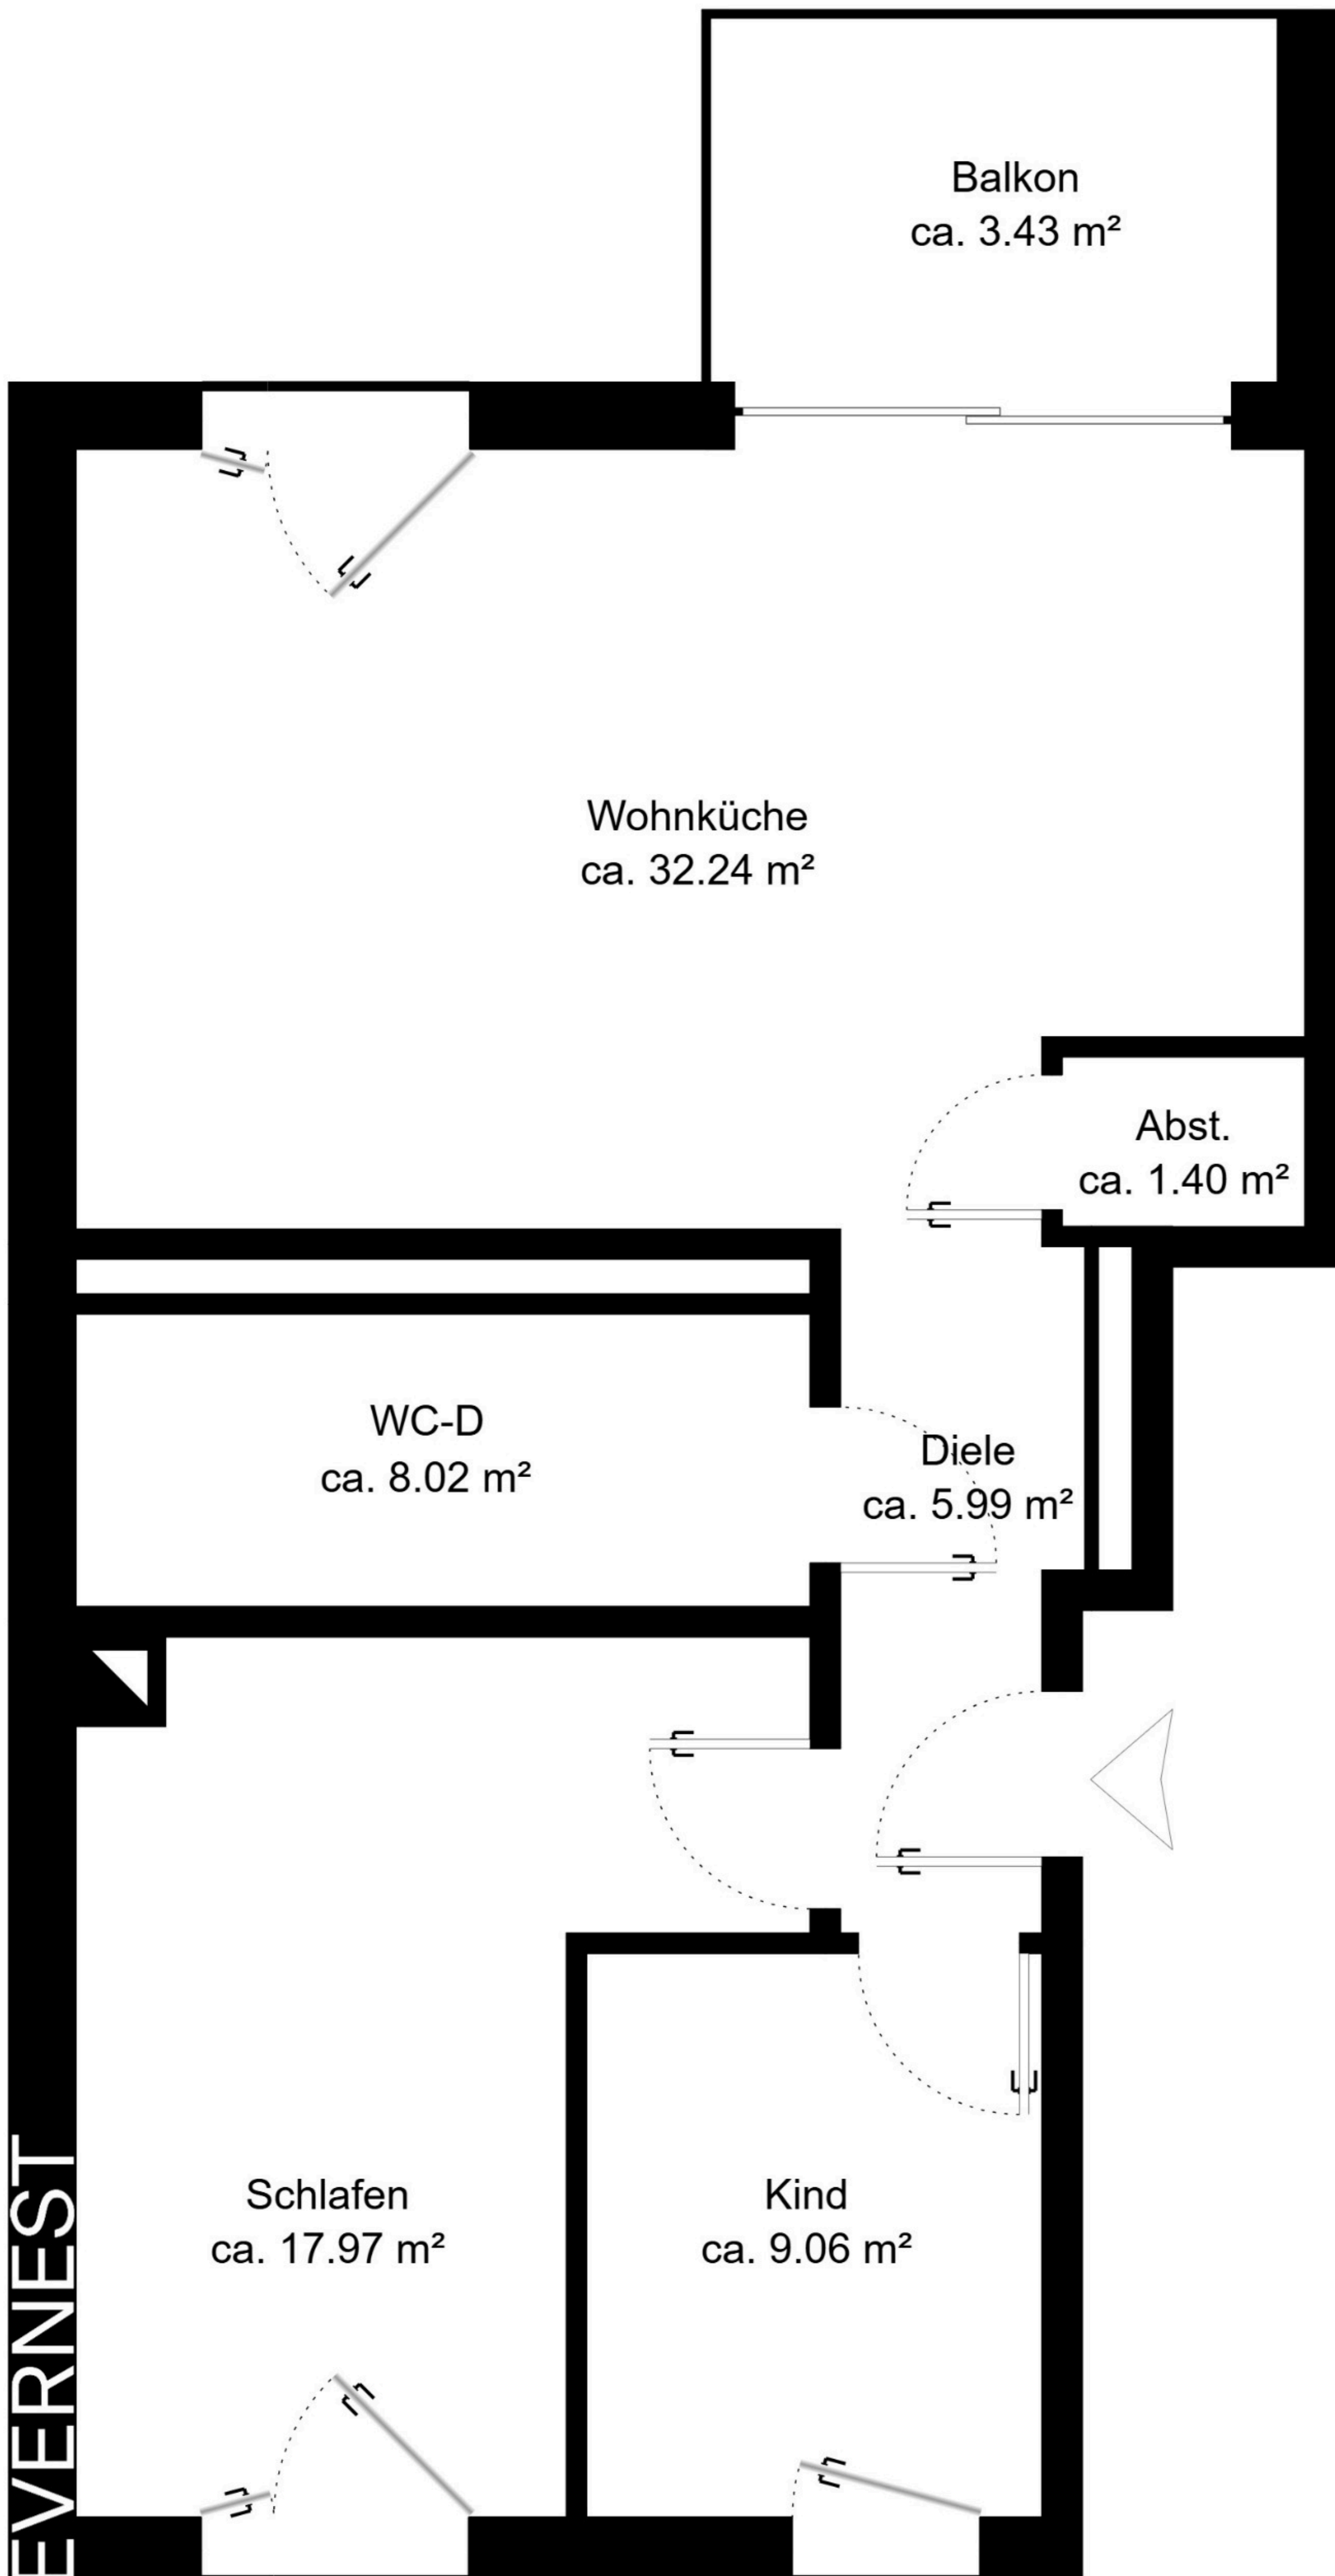 Balkon
ca. 3.43 m²
Wohnküche
ca. 32.24 m²
Abst.
ca. 1.40 m²
WC-D
ca. 8.02 m²
Diele
ca. 5.99 m²
Schlafen
ca. 17.97 m²
Kind
ca. 9.06 m²
EVERNEST